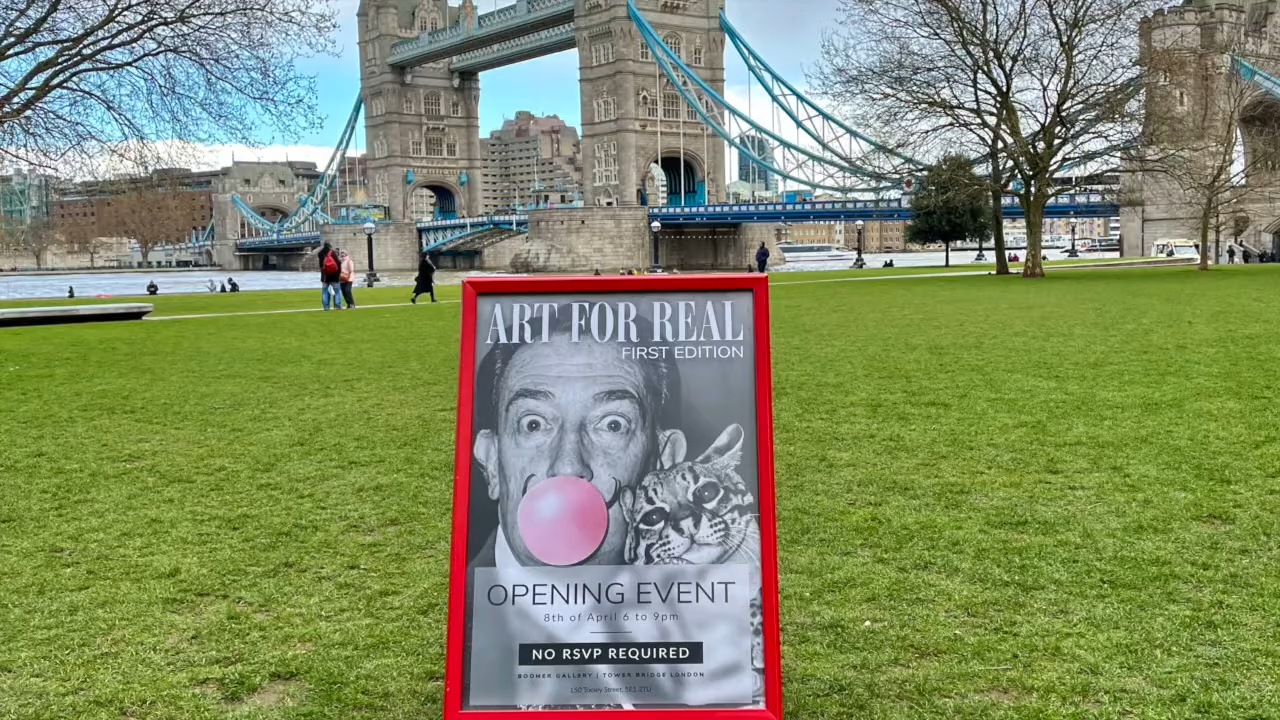 ART FOR REAL
FIRST EDITION
OPENING EVENT
8th of April 6 to 9pm
NO RSVP REQUIRED
BOOMER GALLERY | TOWER BRIDGE LONDON
150 Tooley Street, SE1 2TU